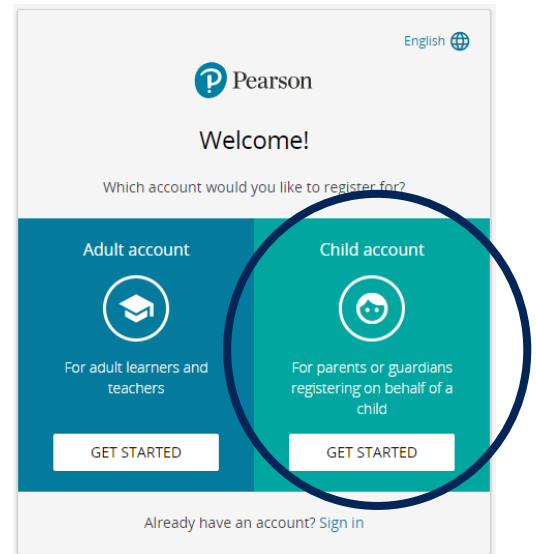 English
Pearson
Welcome!
Which account would you like to register for?
Adult account
For adult learners and
teachers
GET STARTED
Child account
For parents or guardians
registering on behalf of a
child
GET STARTED
Already have an account? Sign in